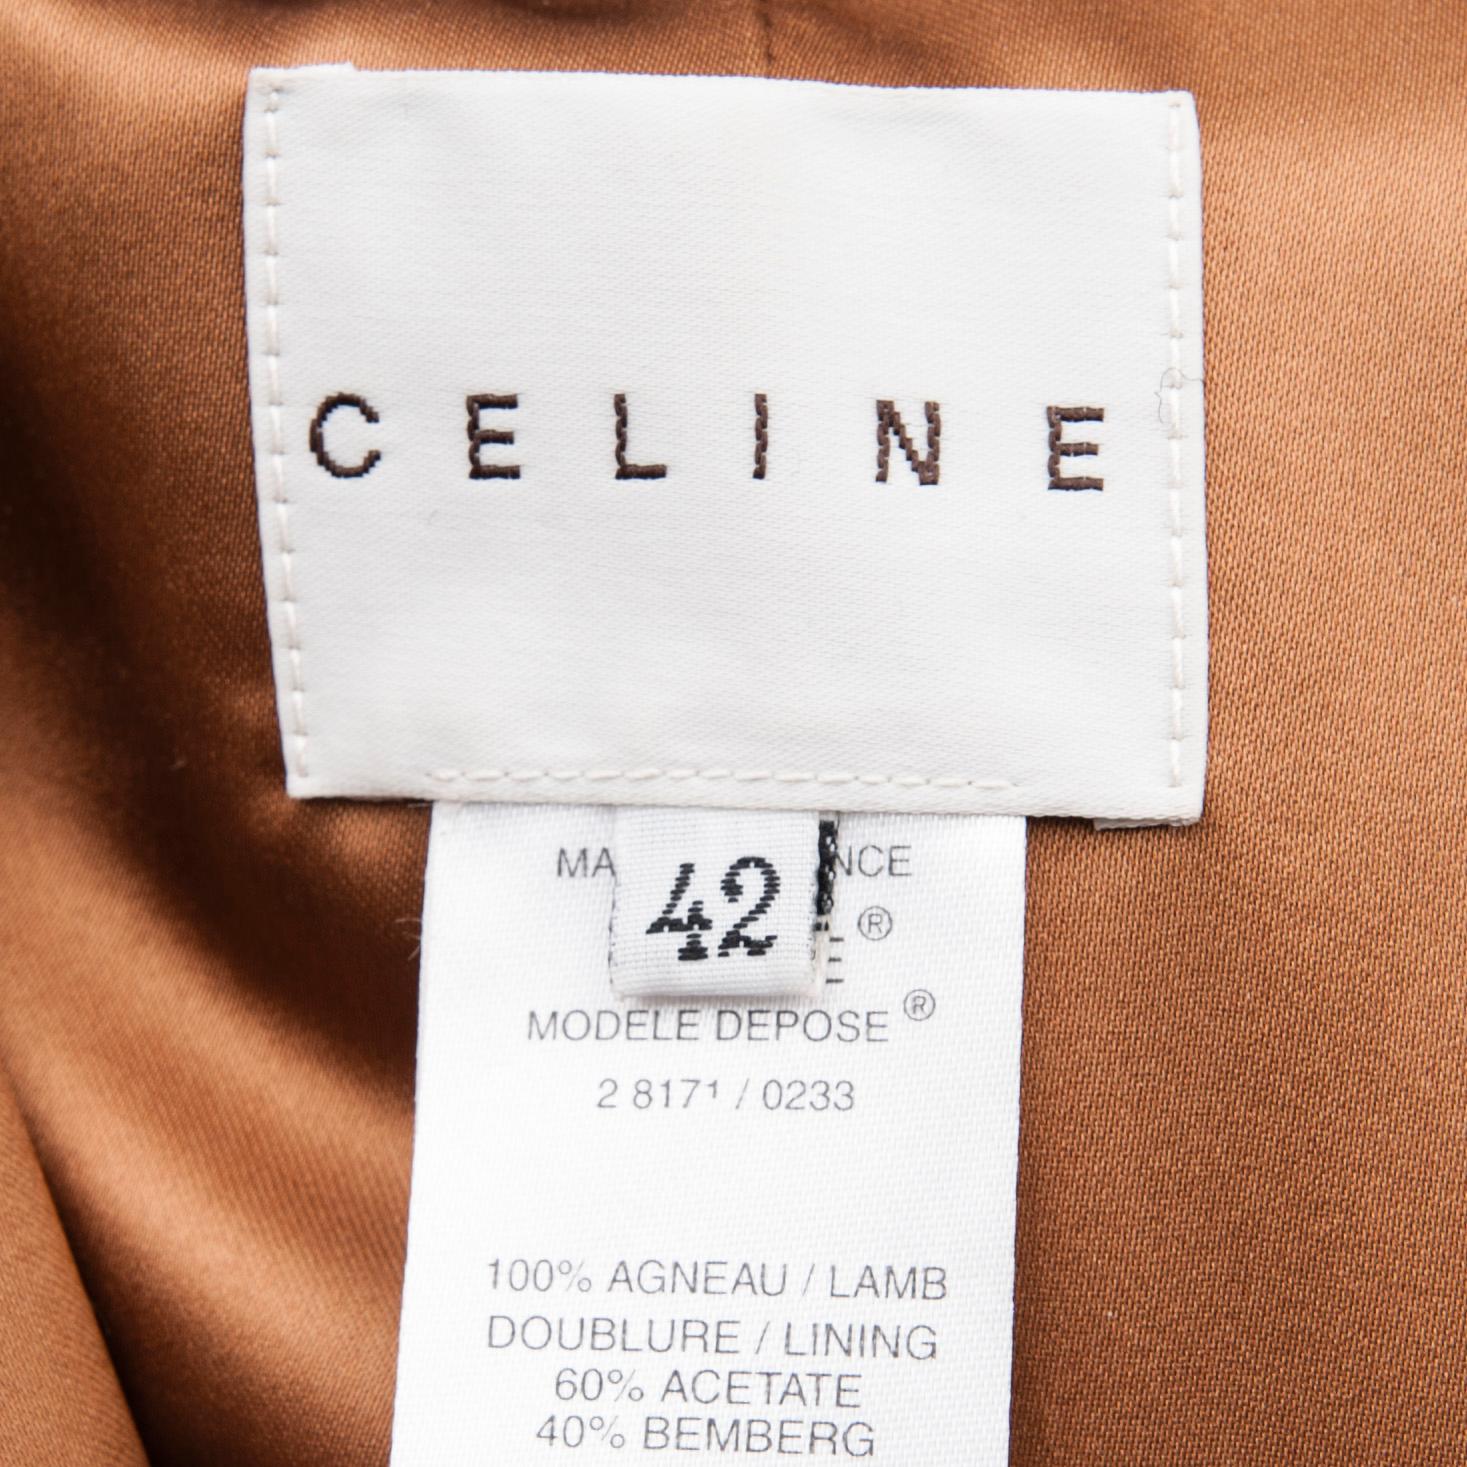 CELINE
42
MODELE DEPOSE ®
2 8171 / 0233
100% AGNEAU / LAMB
DOUBLURE / LINING
60% ACETATE
40% BEMBERG